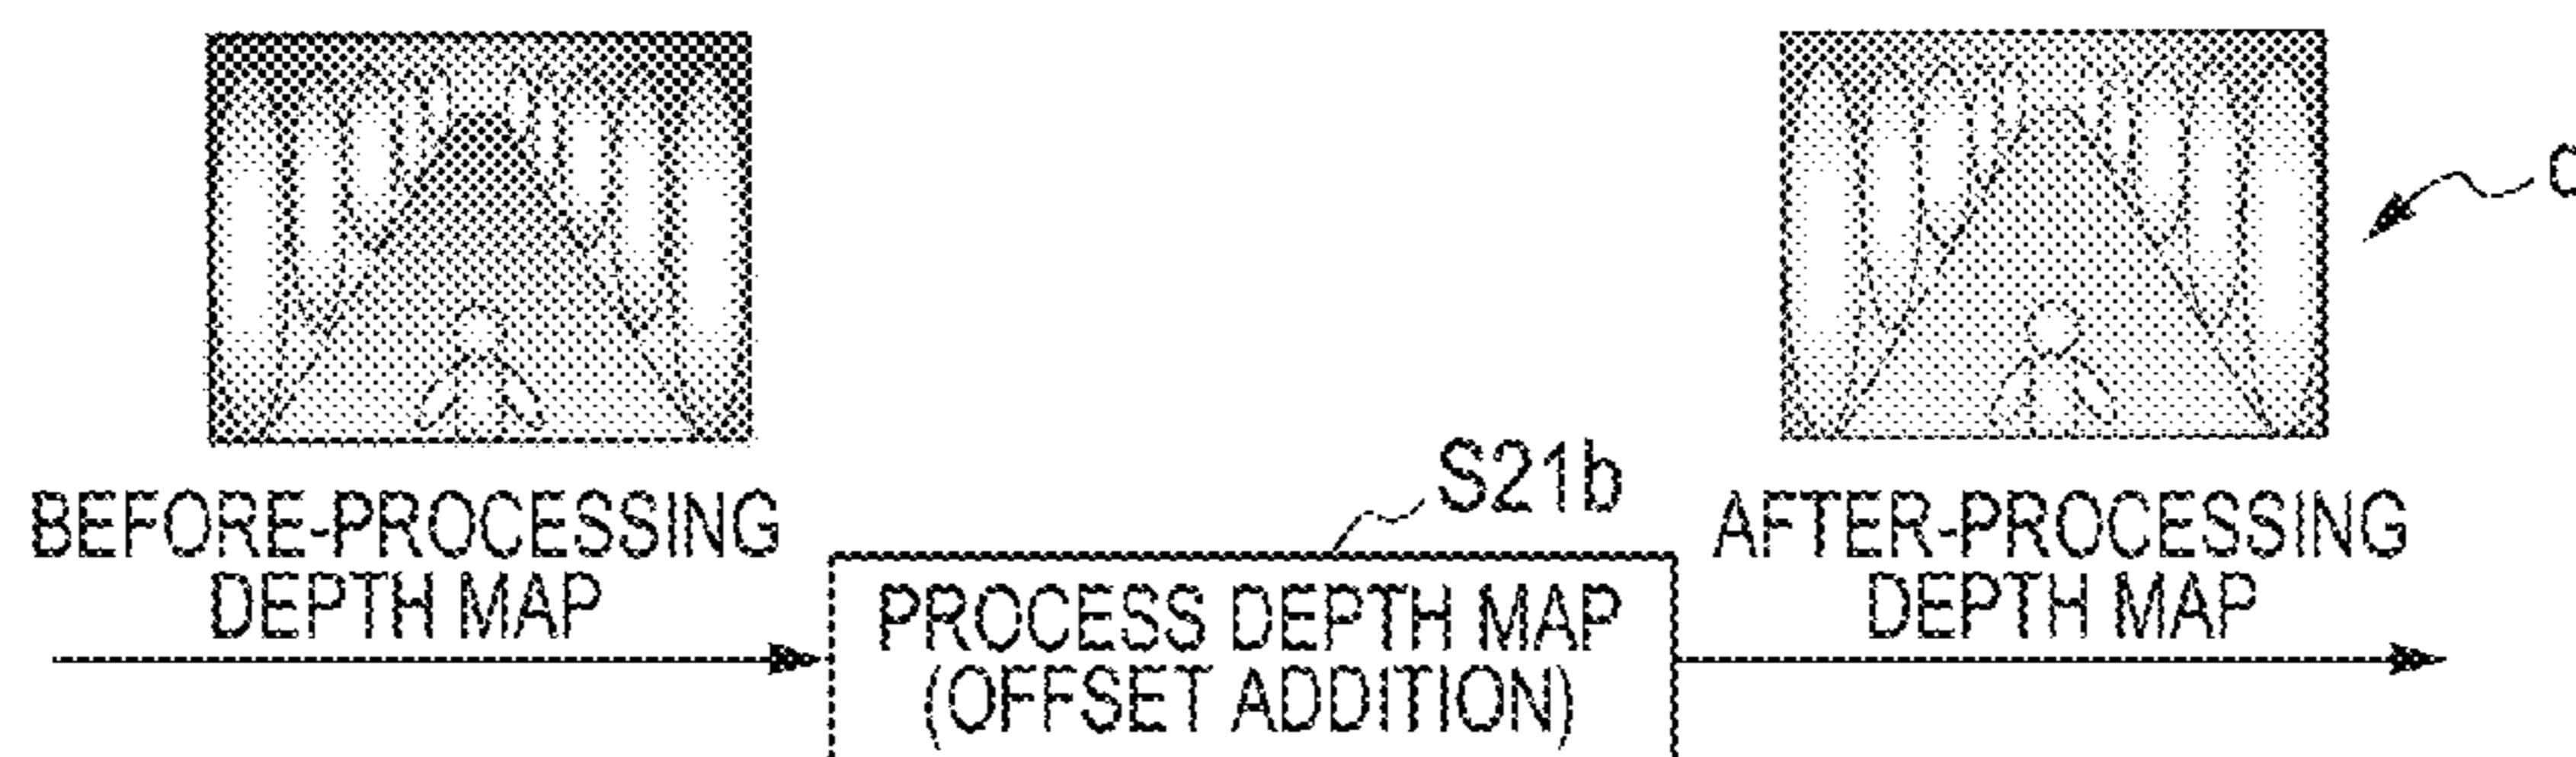 S21b
BEFORE-PROCESSING
DEPTH MAP
PROCESS DEPTH MAP
(OFFSET ADDITION)
AFTER-PROCESSING
DEPTH MAP